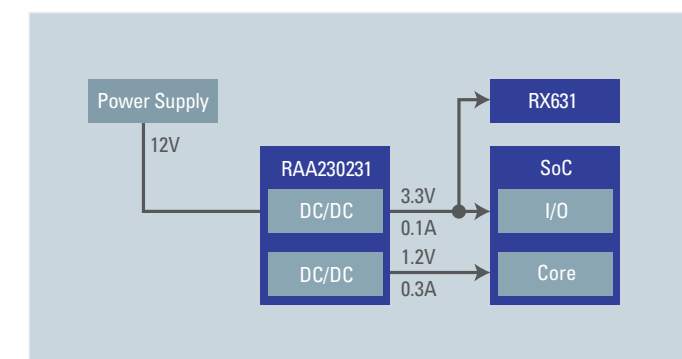 Power Supply
12V
RAA230231
DC/DC
DC/DC
3.3V
0.1A
1.2V
0.3A
RX631
SoC
I/O
Core